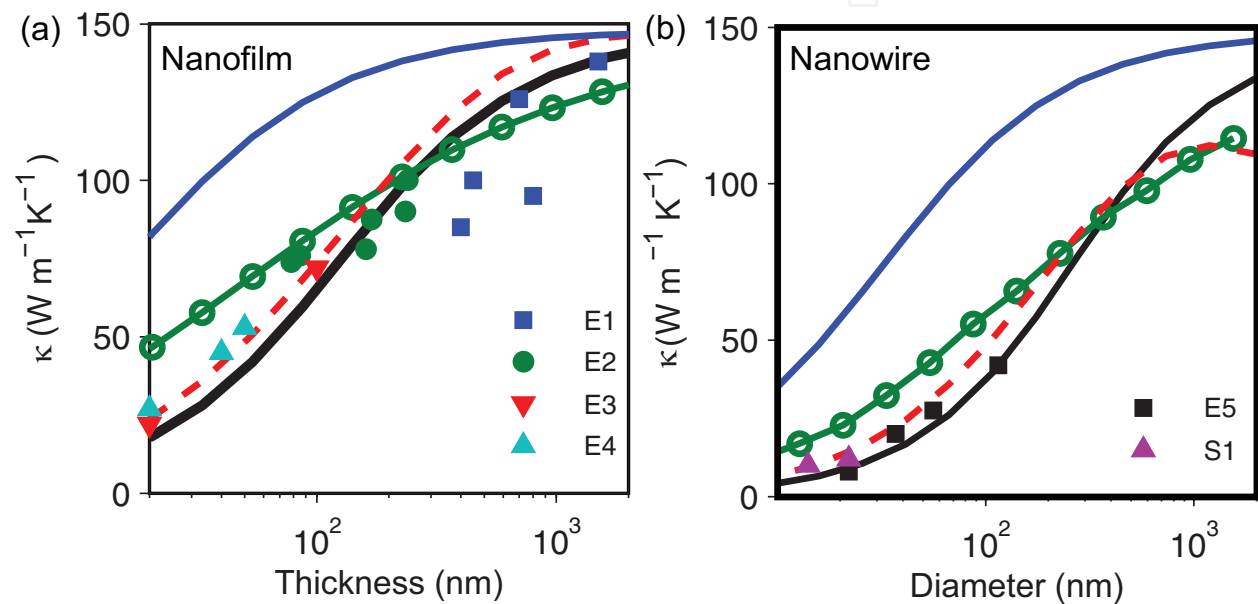 (a)
Nanofilm
150
100
50
0
κ (W m⁻¹K⁻¹)
10²
10³
Thickness (nm)
E1
E2
E3
E4
(b)
Nanowire
150
100
50
0
κ(W m⁻¹K⁻¹)
10²
10³
Diameter (nm)
E5
S1